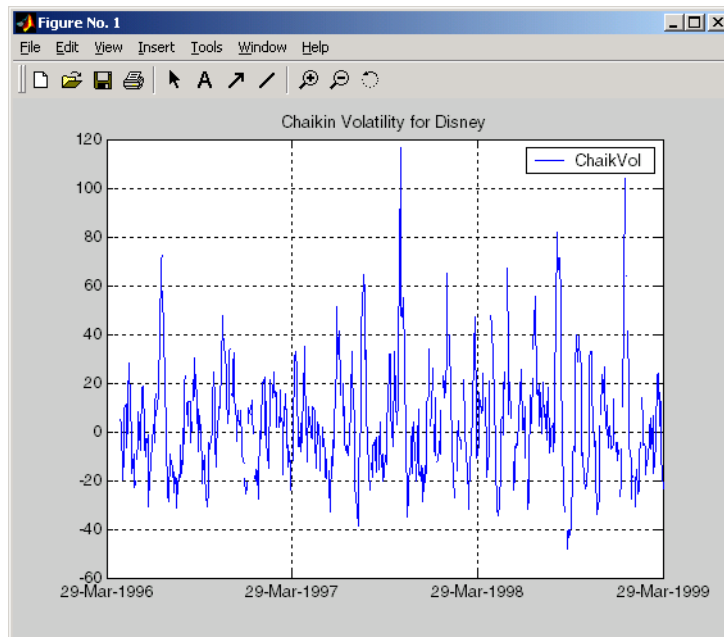 Figure No. 1
File Edit View Insert Tools Window Help
A
Chaikin Volatility for Disney
ChaikVol
120
100
80
60
40
20
0
-20
-40
-60
29-Mar-1996 29-Mar-1997 29-Mar-1998 29-Mar-1999